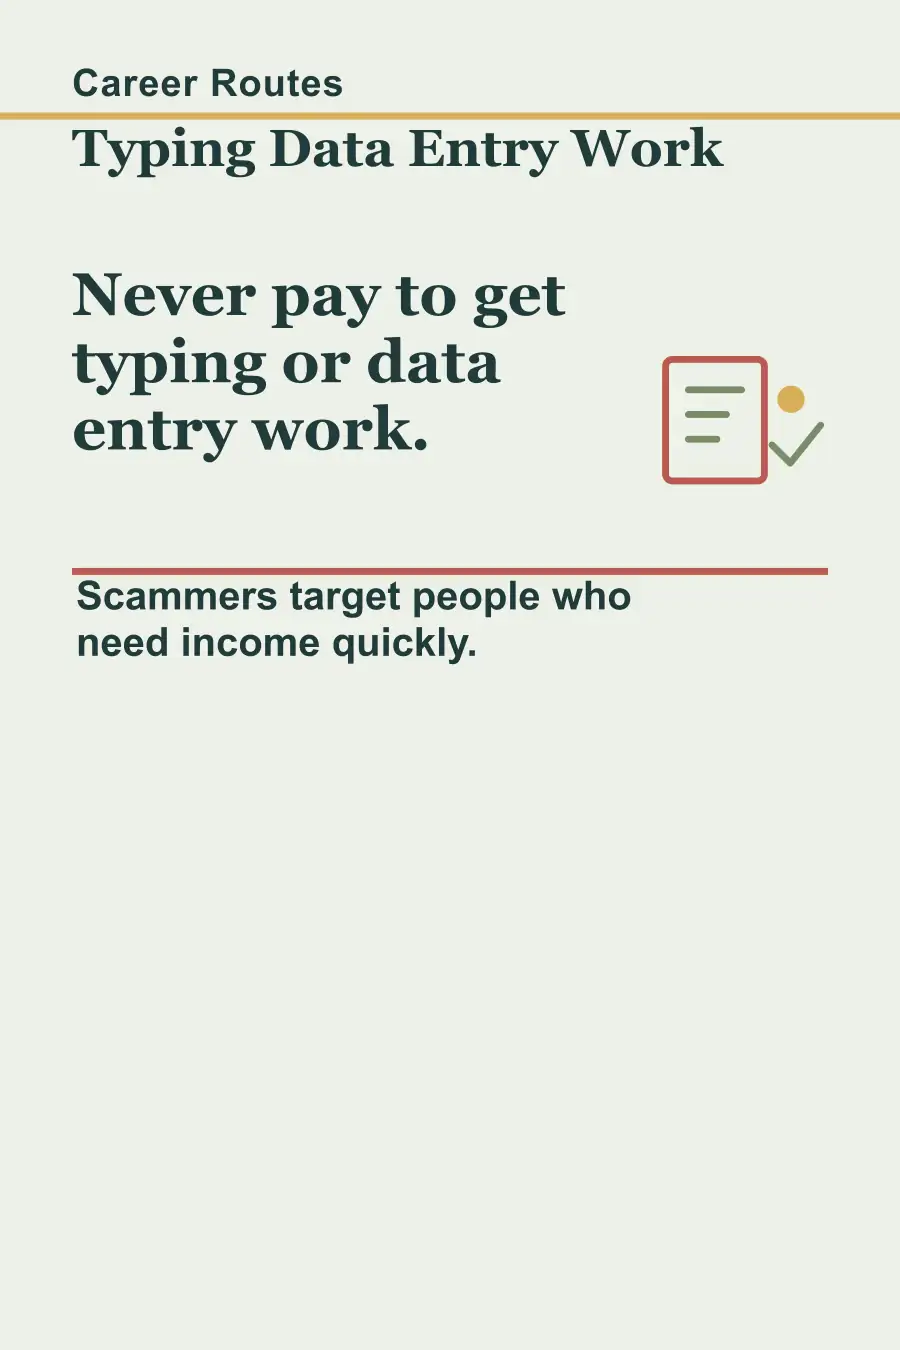 Career Routes
Typing Data Entry Work
Never pay to get
typing or data
entry work.
Scammers target people who
need income quickly.